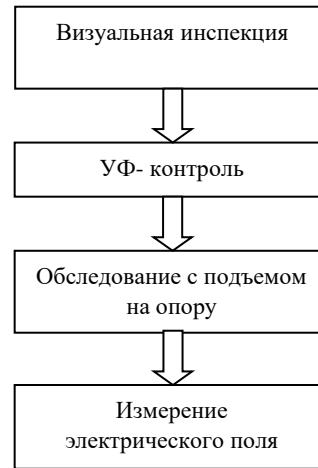 Визуальная инспекция
УФ- контроль
Обследование с подъемом
на опору
Измерение
электрического поля